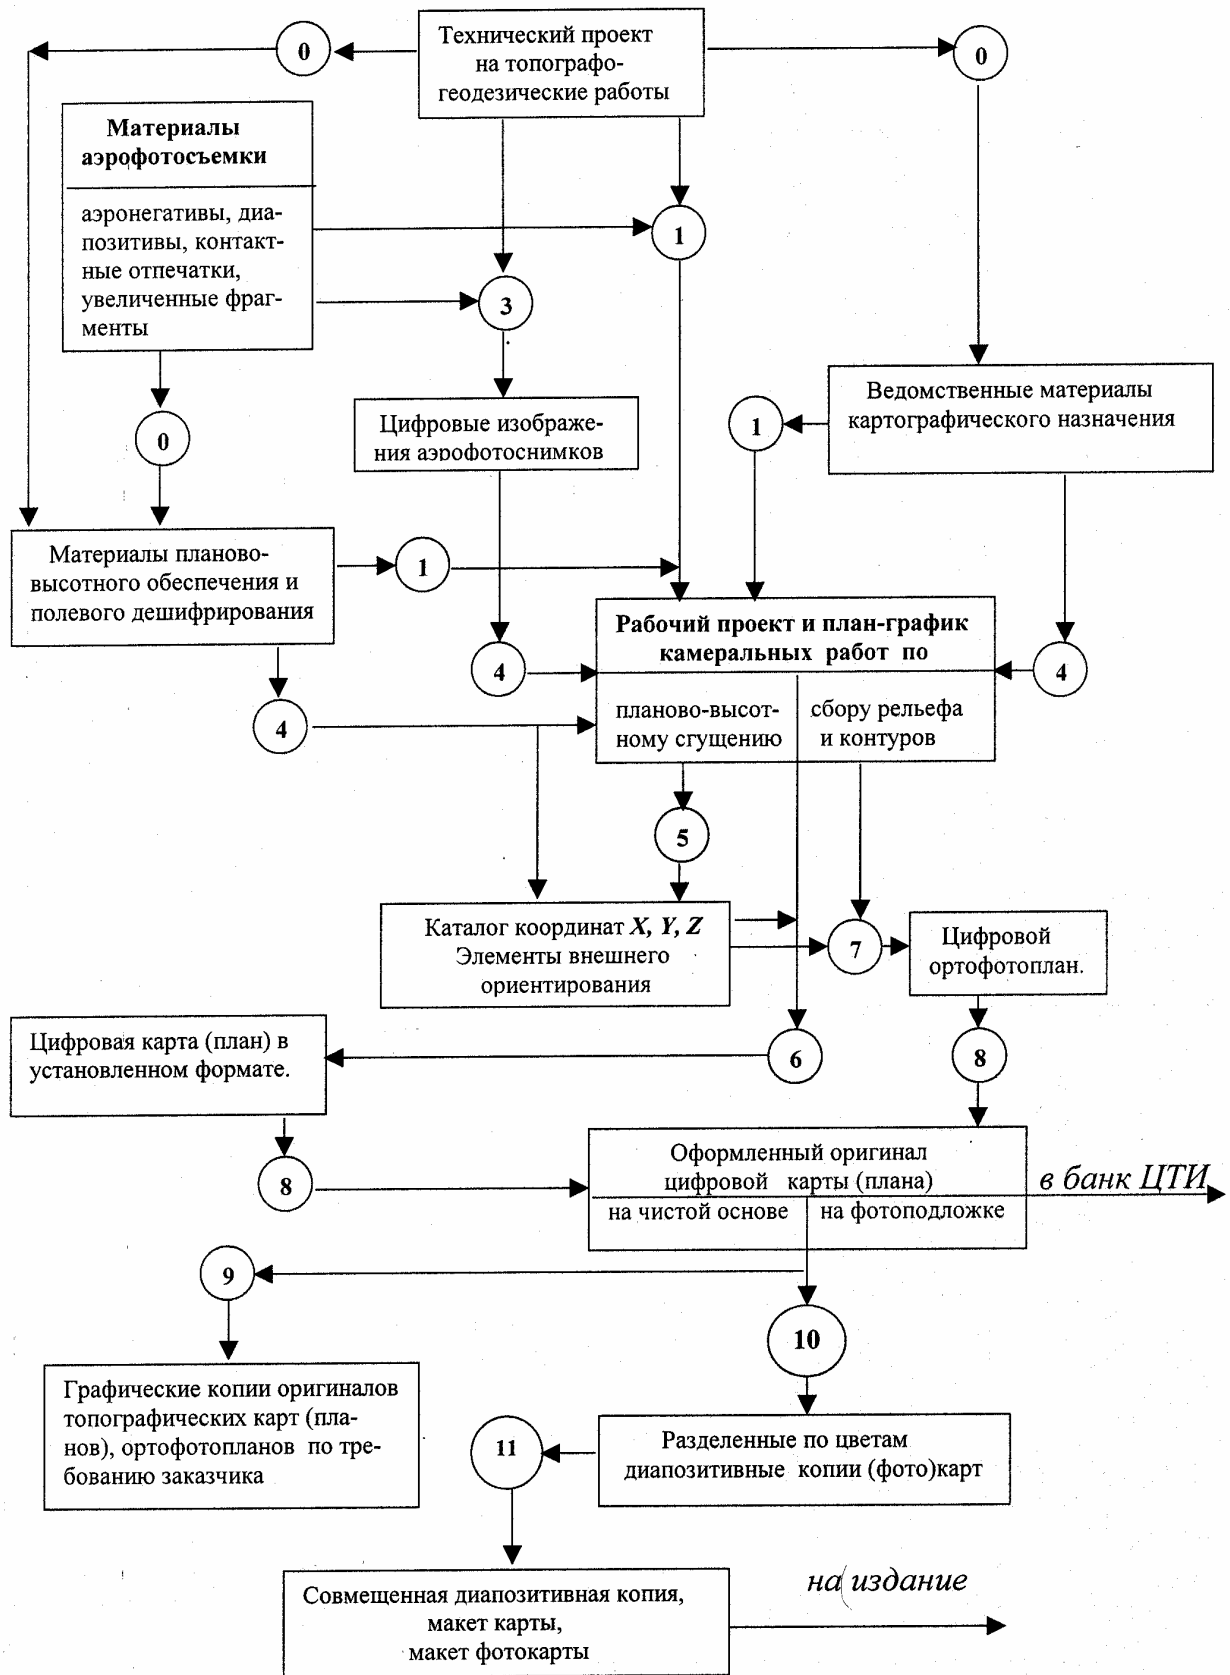 Технический проект
на топографо-
геодезические работы
0
0
Материалы
аэрофотосъемки
аэронегативы, диа-
позитивы, контакт-
ные отпечатки,
увеличенные фраг-
менты
1
3
0
Цифровые изображе-
ния аэрофотоснимков
1
Ведомственные материалы
картографического назначения
Материалы планово-
высотного обеспечения и
полевого дешифрирования
1
Рабочий проект и план-график
камеральных работ по
планово-высот-
ному сгущению
сбору рельефа
и контуров
4
4
4
5
Каталог координат X, Y, Z
Элементы внешнего
ориентирования
7
Цифровой
ортофотоплан.
Цифровая карта (план) в
установленном формате.
6
8
8
Оформленный оригинал
цифровой карты (плана)
на чистой основе
на фотоподложке
в банк ЦТИ
9
10
Графические копии оригиналов
топографических карт (пла-
нов), ортофотопланов по тре-
бованию заказчика
11
Разделенные по цветам
диапозитивные копии (фото)карт
Совмещенная диапозитивная копия,
макет карты,
макет фотокарты
на издание